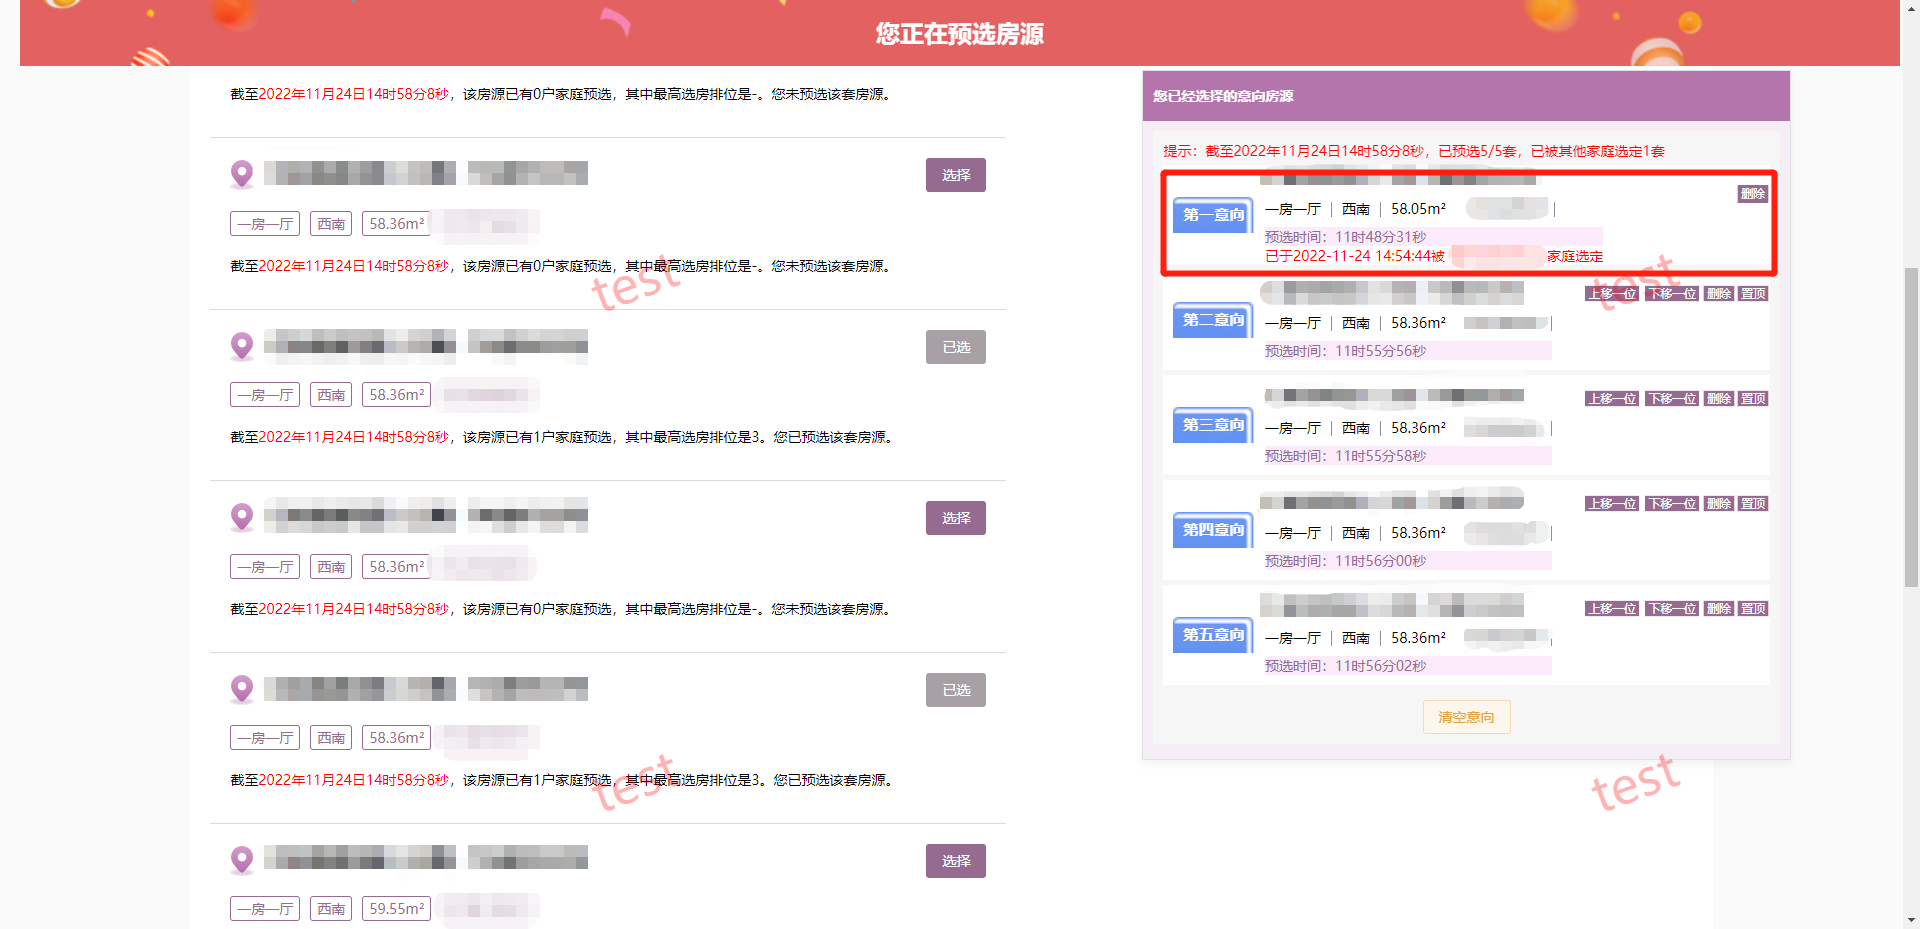 您正在预选房源
截至2022年11月24日14时58分8秒，该房源已有0户家庭预选，其中最高选房排位是-。您未预选该套房源。
选择
一房一厅 西南 58.36m²
截至2022年11月24日14时58分8秒，该房源已有0户家庭预选，其中最高选房排位是-。您未预选该套房源。
已选
一房一厅 西南 58.36m²
截至2022年11月24日14时58分8秒，该房源已有1户家庭预选，其中最高选房排位是3。您已预选该套房源。
选择
一房一厅 西南 58.36m²
截至2022年11月24日14时58分8秒，该房源已有0户家庭预选，其中最高选房排位是-。您未预选该套房源。
已选
一房一厅 西南 58.36m²
截至2022年11月24日14时58分8秒，该房源已有1户家庭预选，其中最高选房排位是3。您已预选该套房源。
选择
一房一厅 西南 59.55m²
您已经选择的意向房源
提示：截至2022年11月24日14时58分8秒，已预选5/5套，已被其他家庭选定1套
删除
第一意向 一房一厅 | 西南 | 58.05m² |
预选时间：11时48分31秒
已于2022-11-24 14:54:44被 家庭选定
上移一位 下移一位 删除 置顶
第二意向 一房一厅 | 西南 | 58.36m² |
预选时间：11时55分56秒
上移一位 下移一位 删除 置顶
第三意向 一房一厅 | 西南 | 58.36m² |
预选时间：11时55分58秒
上移一位 下移一位 删除 置顶
第四意向 一房一厅 | 西南 | 58.36m² |
预选时间：11时56分00秒
上移一位 下移一位 删除 置顶
第五意向 一房一厅 | 西南 | 58.36m² |
预选时间：11时56分02秒
清空意向
test
test
test
test